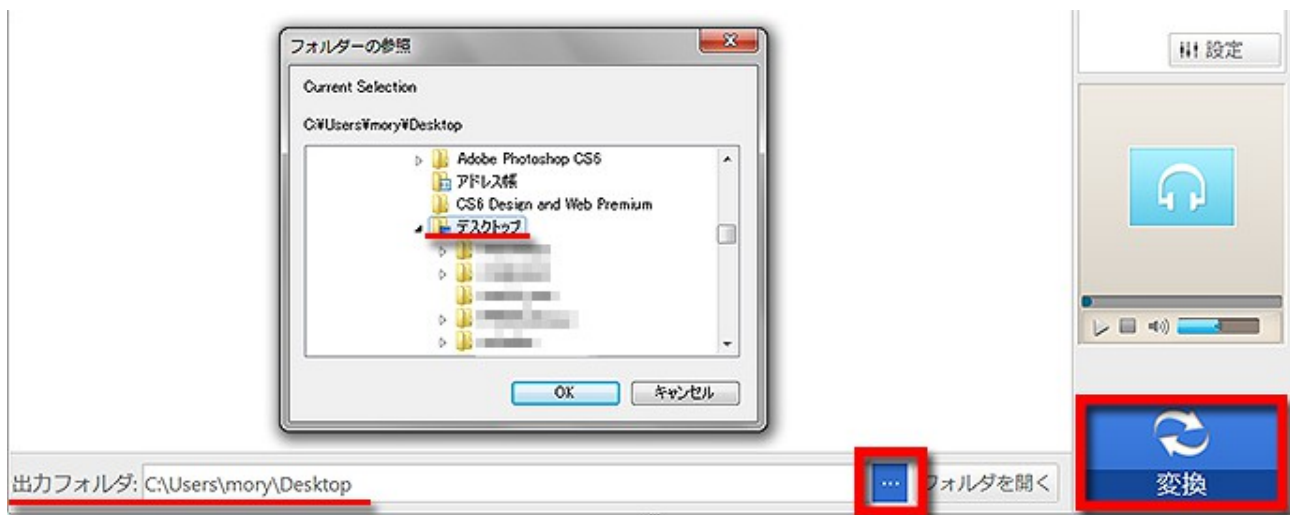 フォルダーの参照
設定
Current Selection
C:¥Users¥mory¥Desktop
Adobe Photoshop CS6
アドレス帳
CS6 Design and Web Premium
デスクトップ
OK
キャンセル
出力フォルダ: C:\Users\mory\Desktop
...
フォルダを開く
変換